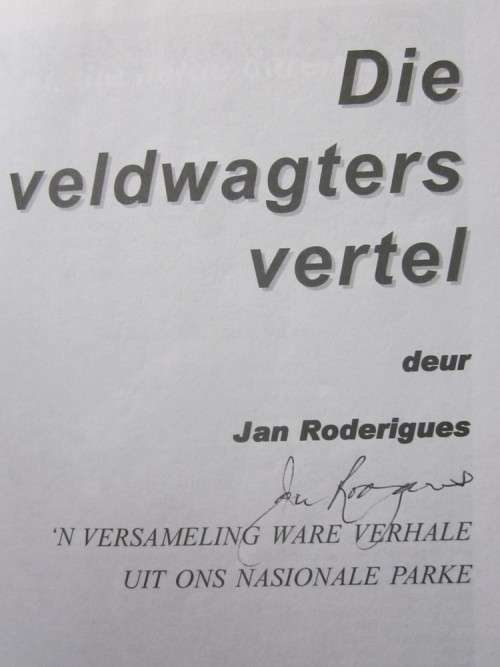 Die
veldwagters
vertel
deur
Jan Roderigues
Jan Roderigues
'N VERSAMELING WARE VERHALE
UIT ONS NASIONALE PARKE